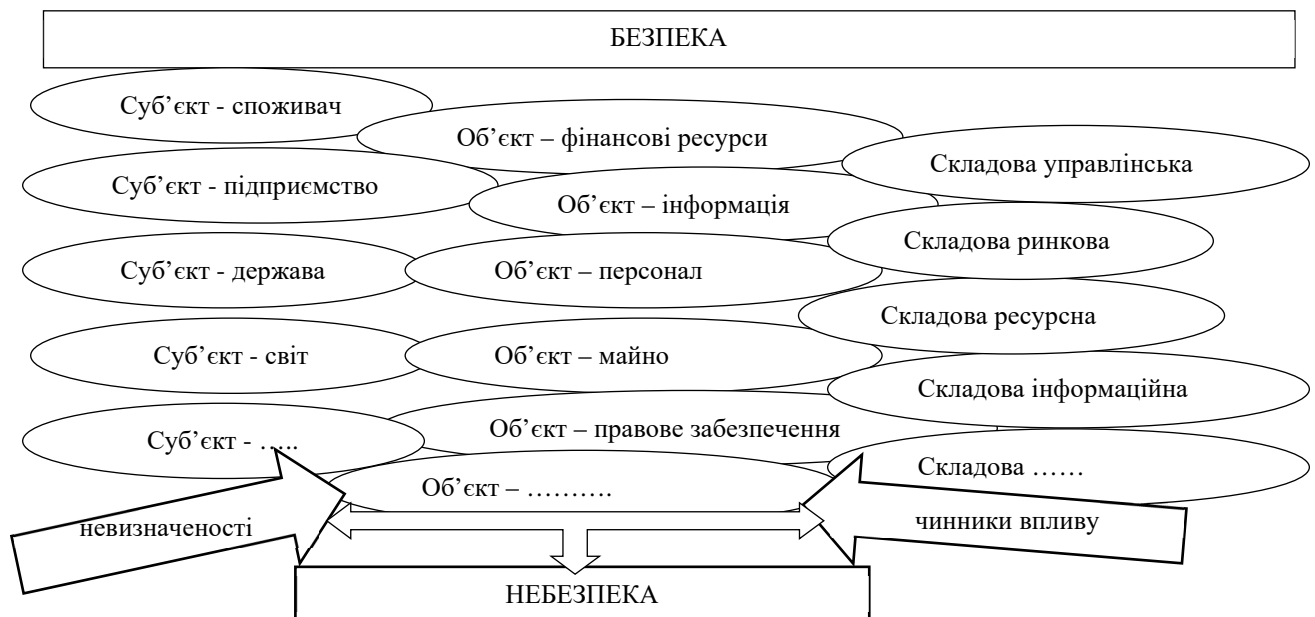 БЕЗПЕКА
Суб’єкт - споживач
Об’єкт – фінансові ресурси
Складова управлінська
Суб’єкт - підприємство
Об’єкт – інформація
Складова ринкова
Суб’єкт - держава
Об’єкт – персонал
Складова ресурсна
Суб’єкт - світ
Об’єкт – майно
Складова інформаційна
Суб’єкт - …..
Об’єкт – правове забезпечення
Складова ……
Об’єкт – ……….
невизначеності
чинники впливу
НЕБЕЗПЕКА